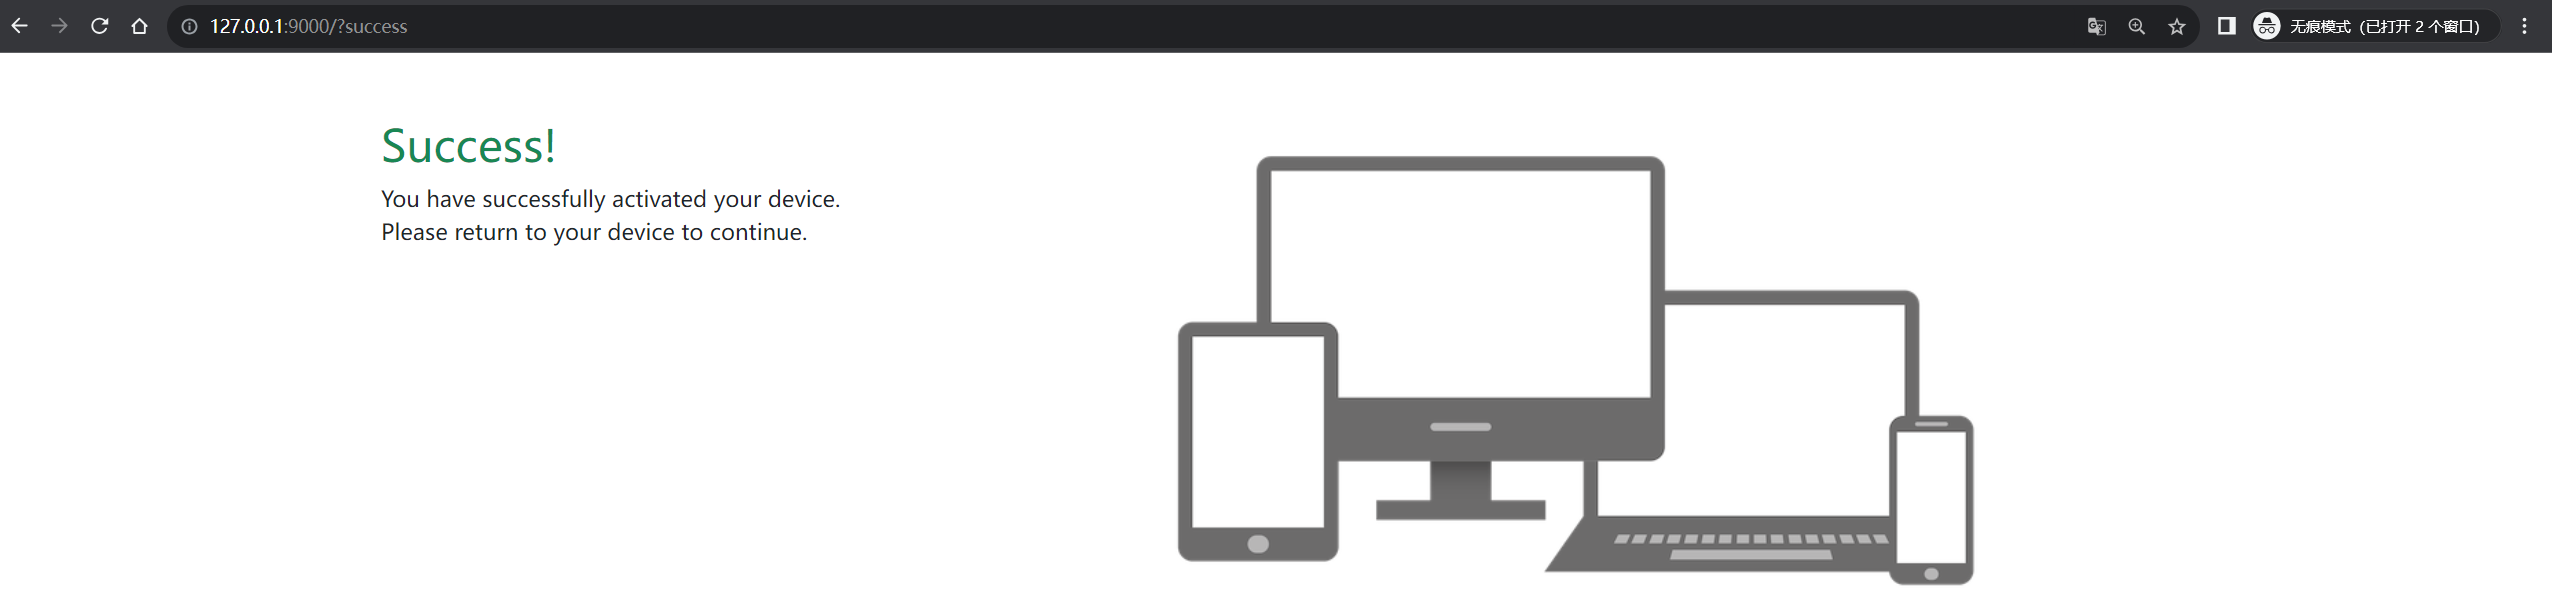 127.0.0.1:9000/?success
无痕模式（已打开 2 个窗口）
Success!
You have successfully activated your device.
Please return to your device to continue.